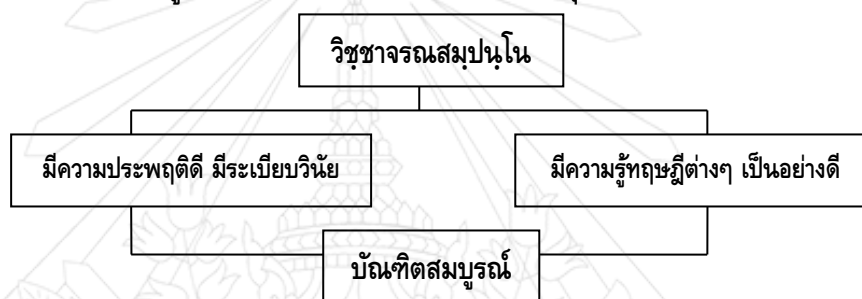 วิชฺชาจรณสมฺปนฺโน
มีความประพฤติดี มีระเบียบวินัย
มีความรู้ทฤษฎีต่างๆ เป็นอย่างดี
บัณฑิตสมบูรณ์